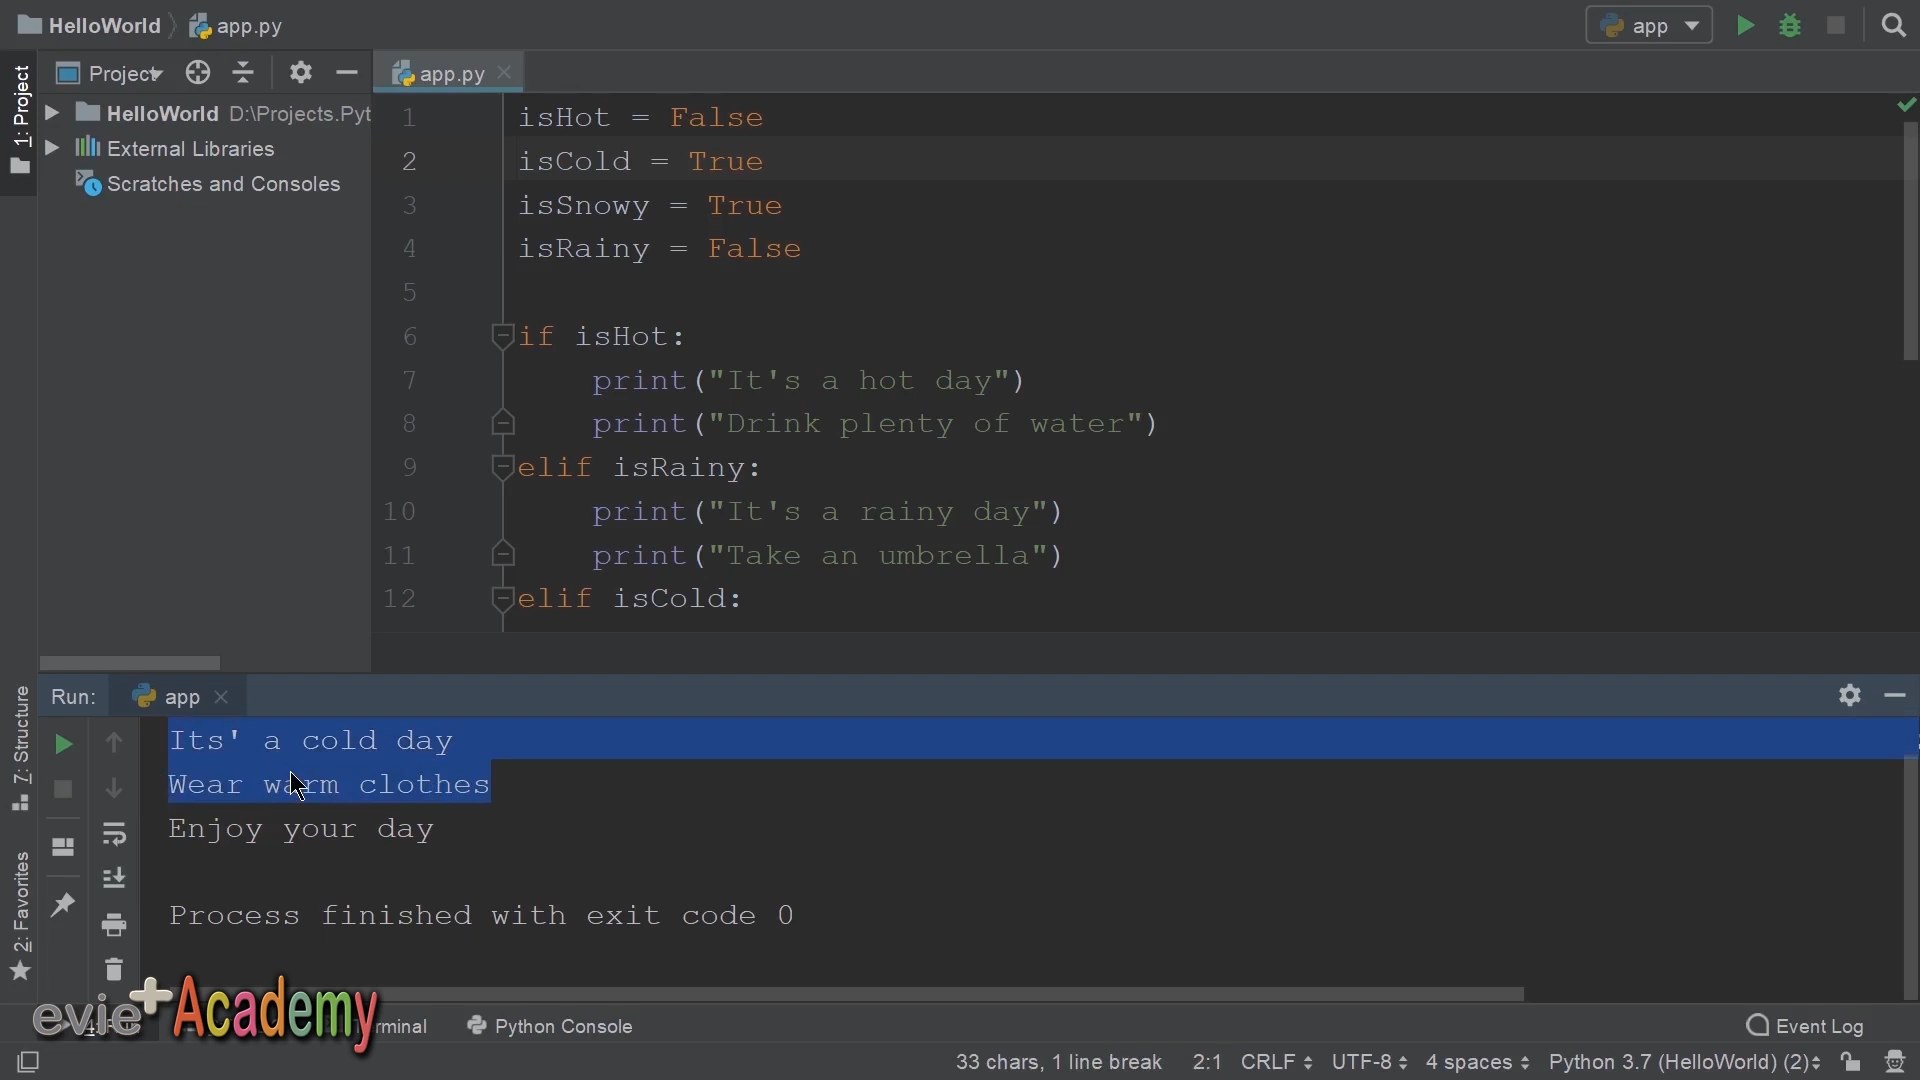 HelloWorld
app.py
app
Project
app.py
1: Project
HelloWorld D:\Projects.Pyt
External Libraries
Scratches and Consoles
1 isHot = False
2 isCold = True
3 isSnowy = True
4 isRainy = False
5
6 if isHot:
7 print("It's a hot day")
8 print("Drink plenty of water")
9 elif isRainy:
10 print("It's a rainy day")
11 print("Take an umbrella")
12 elif isCold:
Run: app
7: Structure
2: Favorites
Its' a cold day
Wear warm clothes
Enjoy your day
Process finished with exit code 0
evie+Academy
rminal
Python Console
Event Log
33 chars, 1 line break 2:1 CRLF UTF-8 4 spaces Python 3.7 (HelloWorld) (2)